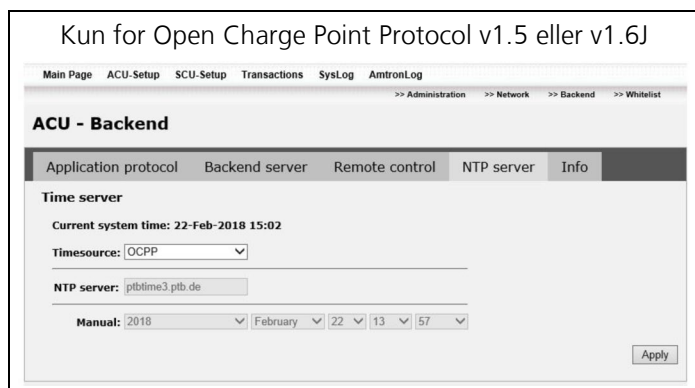 Kun for Open Charge Point Protocol v1.5 eller v1.6J
Main Page ACU-Setup SCU-Setup Transactions SysLog AmtronLog
>> Administration >> Network >> Backend >> Whitelist
ACU - Backend
Application protocol Backend server Remote control NTP server Info
Time server
Current system time: 22-Feb-2018 15:02
Timesource: OCPP
NTP server: ptbtime3.ptb.de
Manual: 2018 February 22 13 57
Apply